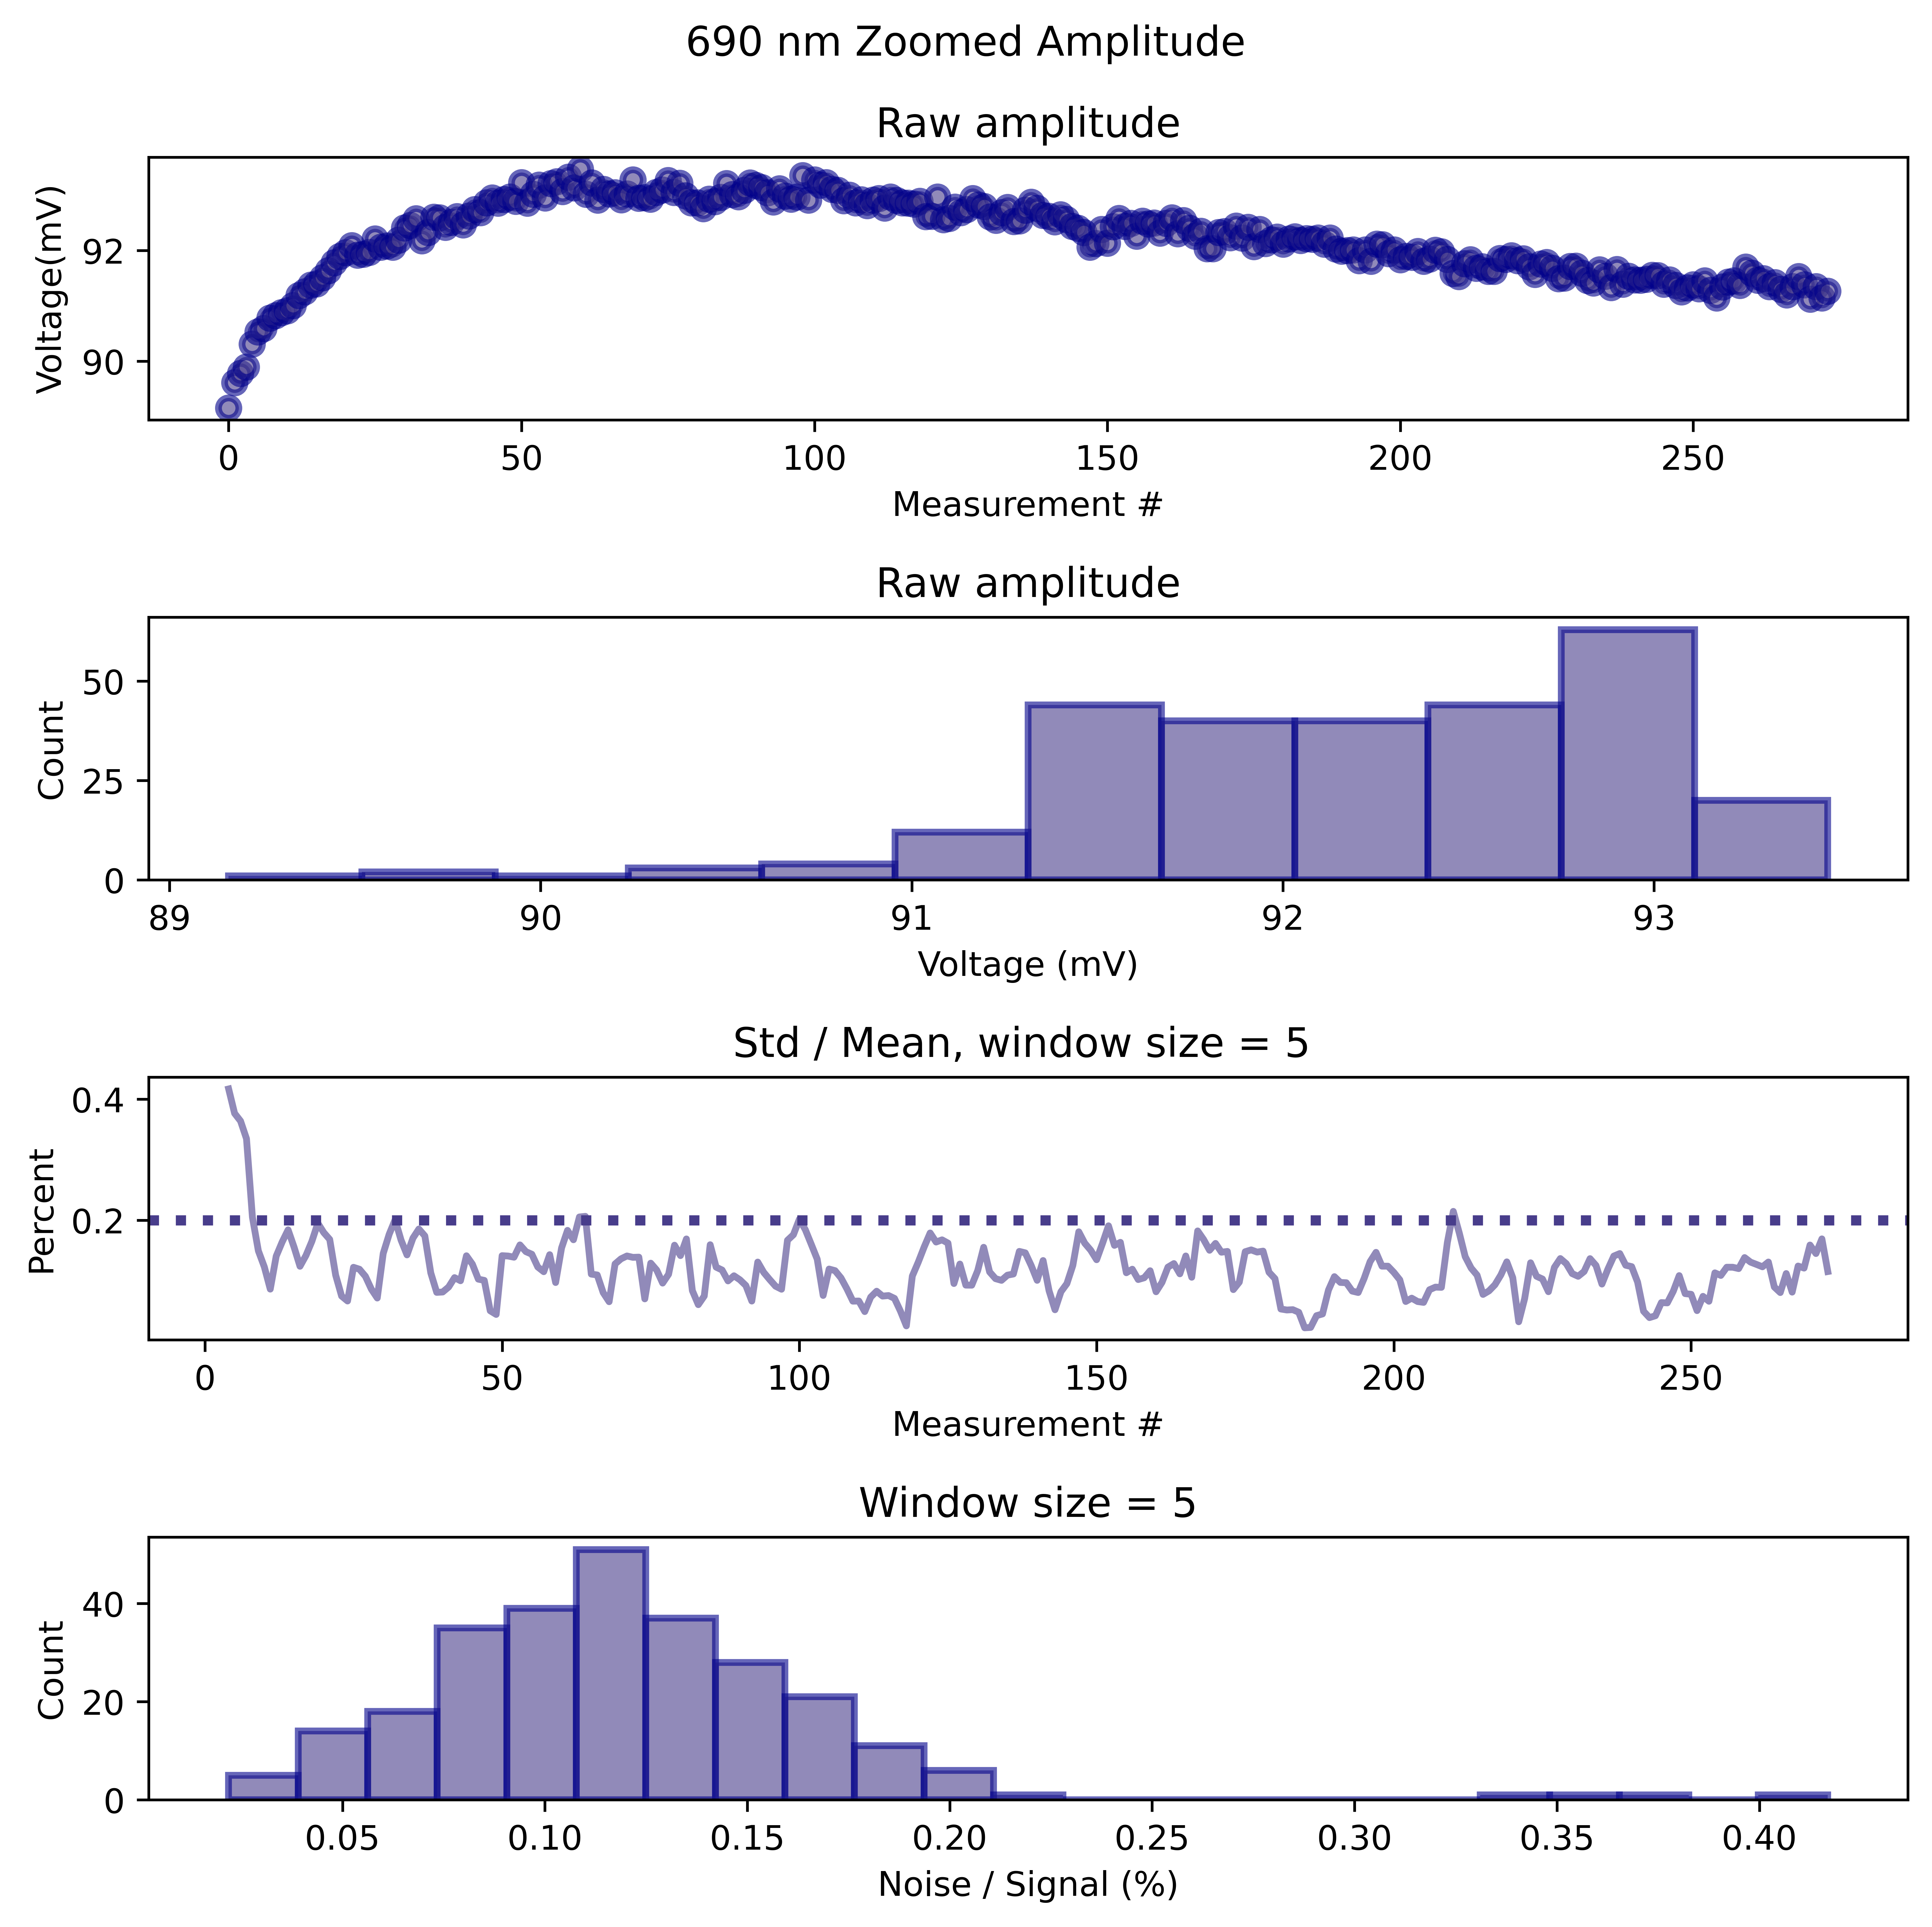 690 nm Zoomed Amplitude
Raw amplitude
Voltage(mV)
92
90
0 50 100 150 200 250
Measurement #
Raw amplitude
Count
50
25
0
89 90 91 92 93
Voltage (mV)
Std / Mean, window size = 5
Percent
0.4
0.2
0 50 100 150 200 250
Measurement #
Window size = 5
Count
40
20
0
0.05 0.10 0.15 0.20 0.25 0.30 0.35 0.40
Noise / Signal (%)